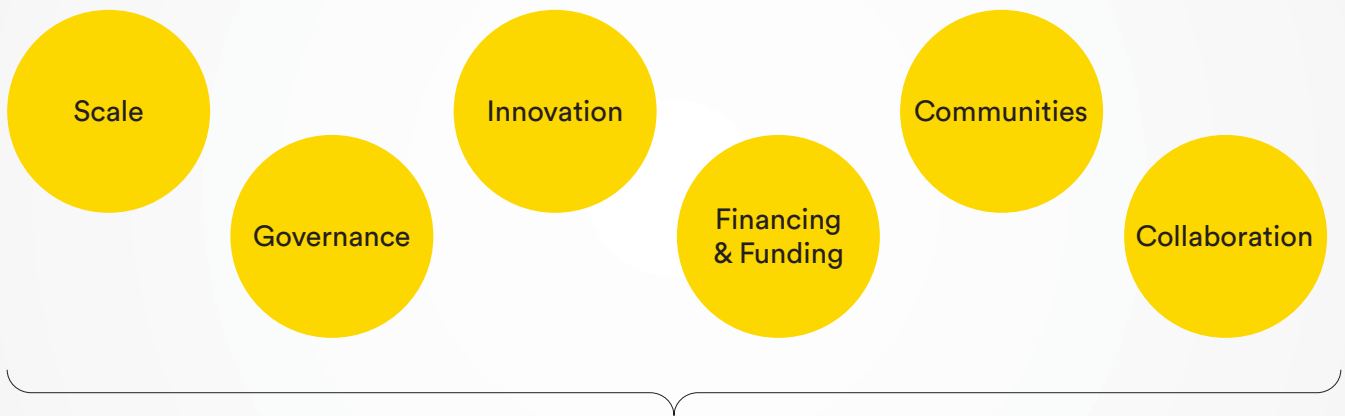 Scale
Governance
Innovation
Financing
& Funding
Communities
Collaboration